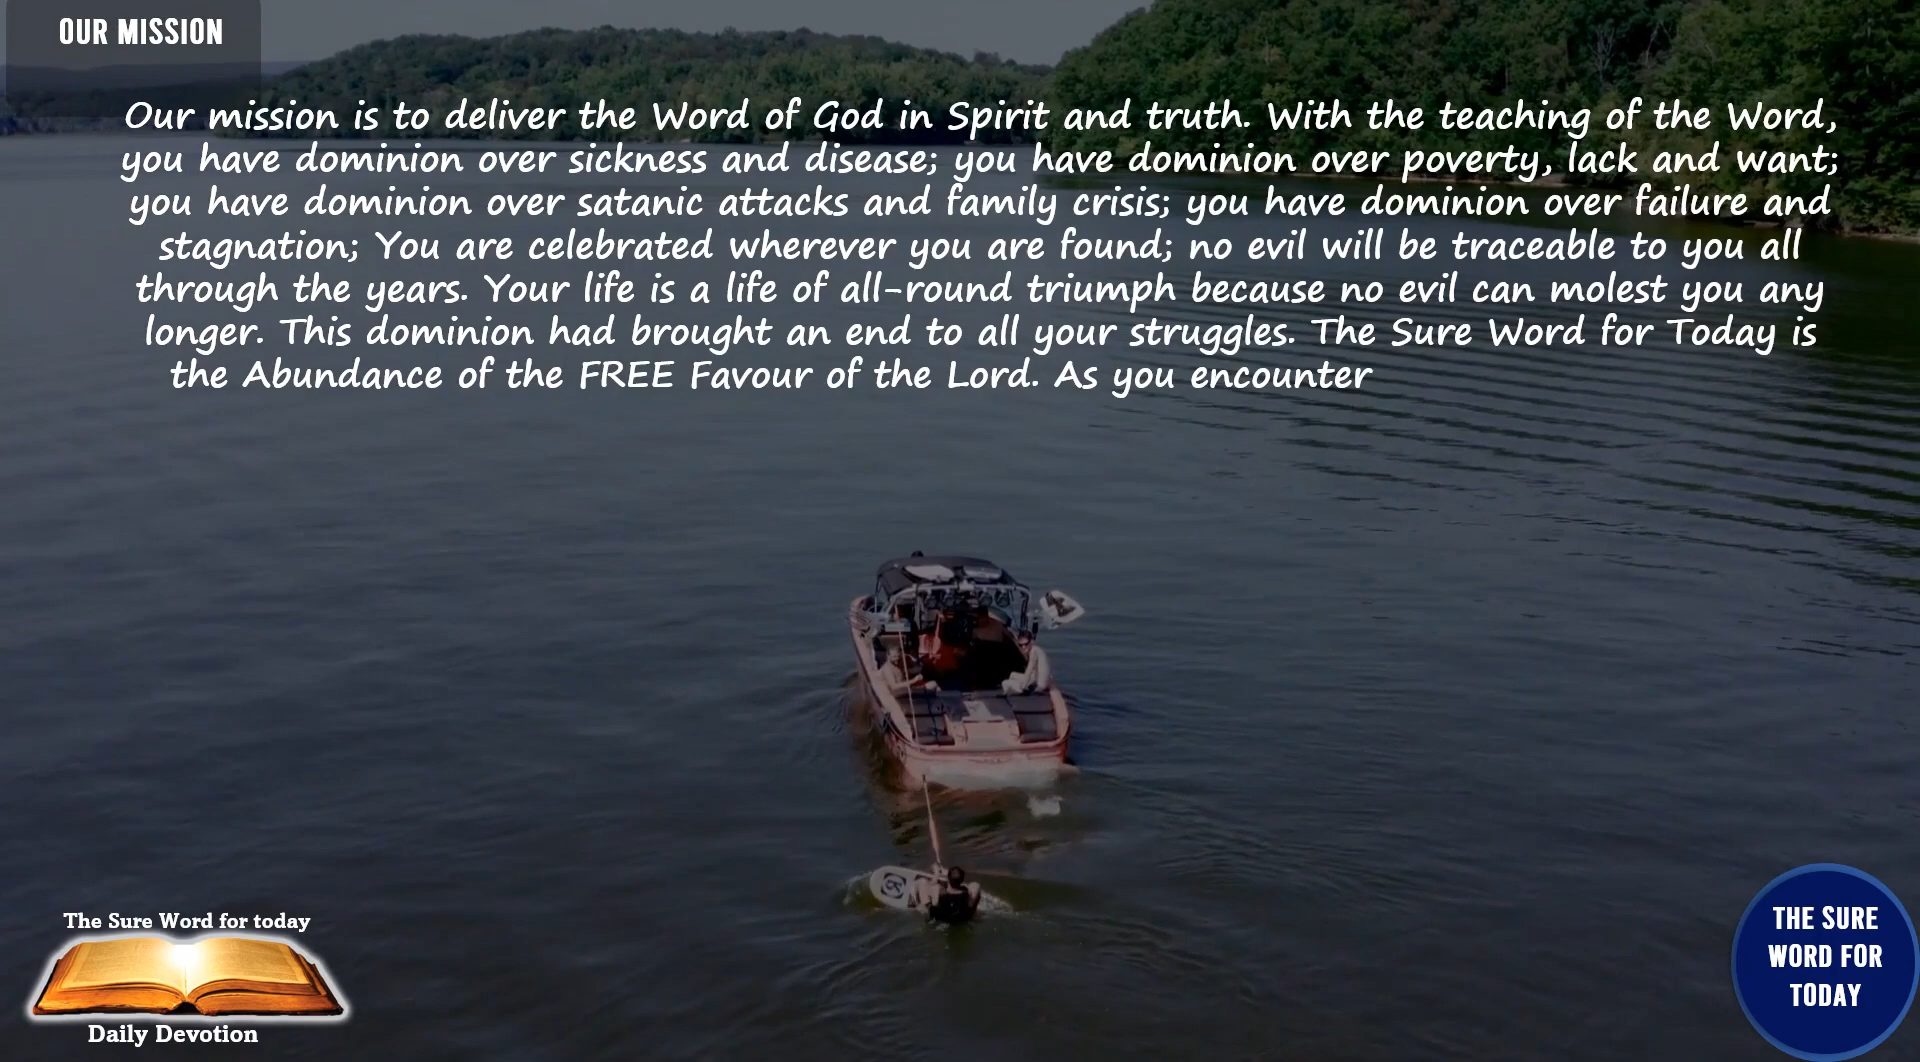 OUR MISSION
Our mission is to deliver the Word of God in Spirit and truth. With the teaching of the Word,
you have dominion over sickness and disease; you have dominion over poverty, lack and want;
you have dominion over satanic attacks and family crisis; you have dominion over failure and
stagnation; You are celebrated wherever you are found; no evil will be traceable to you all
through the years. Your life is a life of all-round triumph because no evil can molest you any
longer. This dominion had brought an end to all your struggles. The Sure Word for Today is
the Abundance of the FREE Favour of the Lord. As you encounter
The Sure Word for today
Daily Devotion
THE SURE
WORD FOR
TODAY